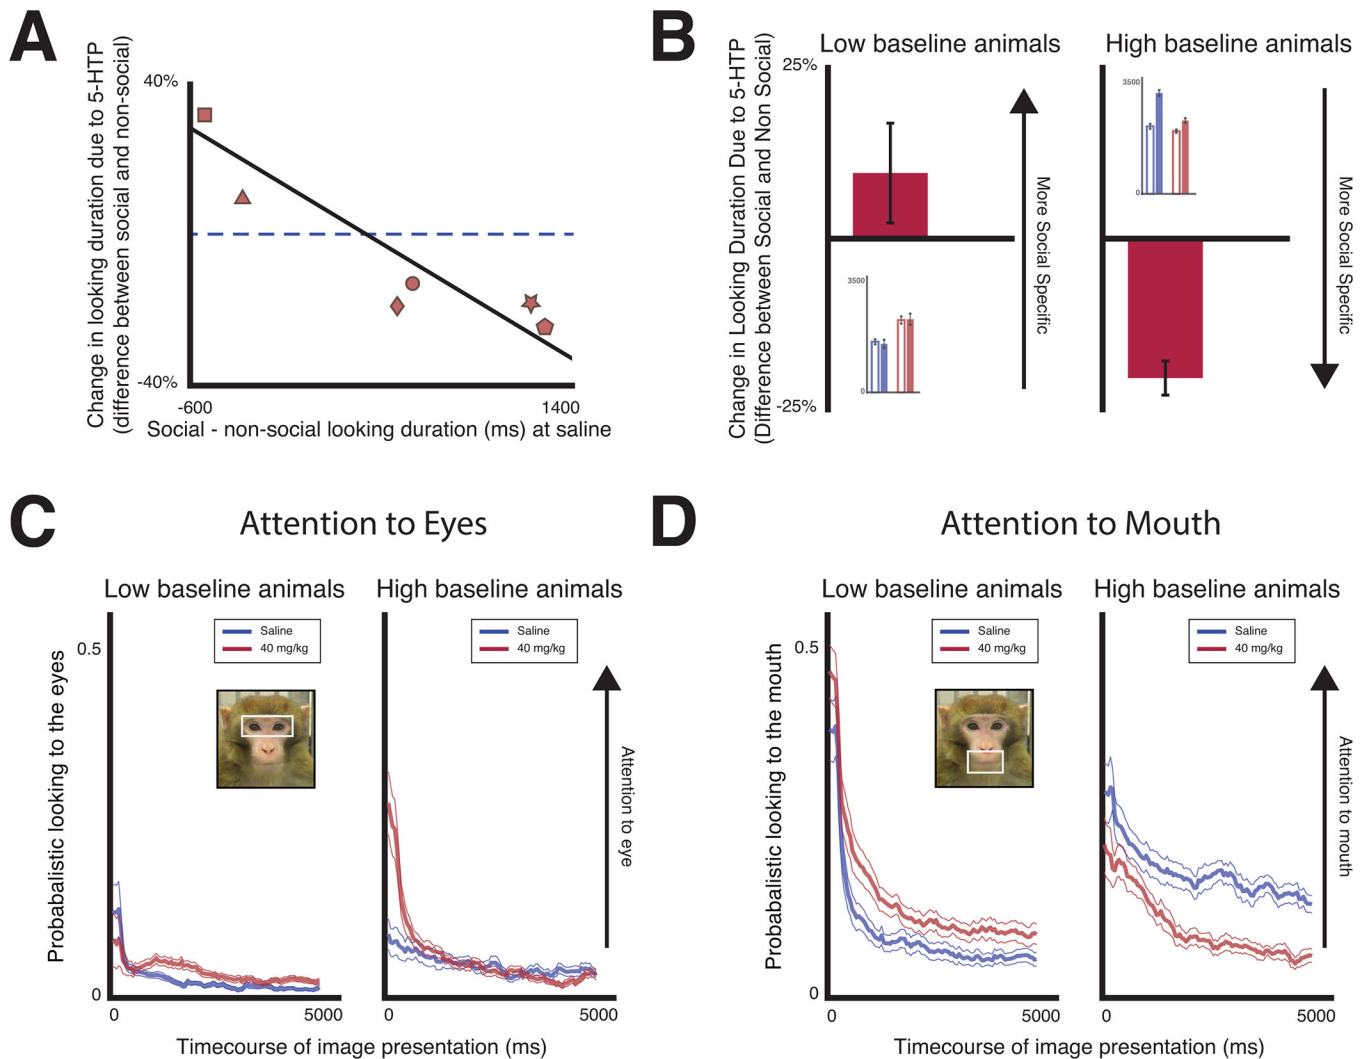 A
Change in looking duration due to 5-HTP
(difference between social and non-social)
40%
-40%
-600
1400
Social - non-social looking duration (ms) at saline
B
Low baseline animals
High baseline animals
Change in Looking Duration Due to 5-HTP
(Difference between Social and Non Social)
25%
-25%
3500
0
More Social Specific
3500
0
More Social Specific
C
Attention to Eyes
Low baseline animals
High baseline animals
Probabalistic looking to the eyes
0.5
0
Saline
40 mg/kg
Saline
40 mg/kg
Attention to eye
0
5000
0
5000
Timecourse of image presentation (ms)
D
Attention to Mouth
Low baseline animals
High baseline animals
Probabalistic looking to the mouth
0.5
0
Saline
40 mg/kg
Saline
40 mg/kg
Attention to mouth
0
5000
0
5000
Timecourse of image presentation (ms)